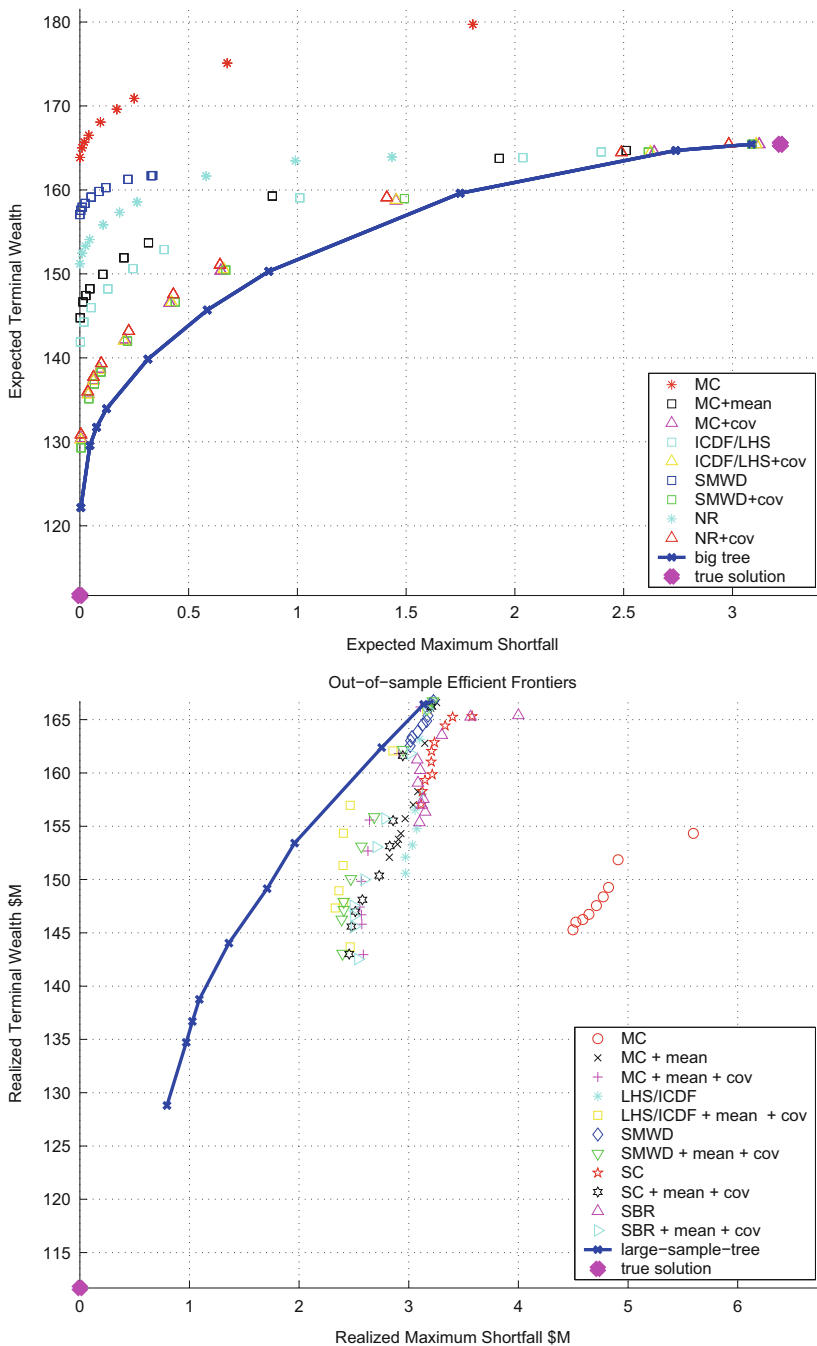 180
170
160
150
140
130
120
Expected Terminal Wealth
MC
MC+mean
MC+cov
ICDF/LHS
ICDF/LHS+cov
SMWD
SMWD+cov
NR
NR+cov
big tree
true solution
0 0.5 1 1.5 2 2.5 3
Expected Maximum Shortfall
Out−of−sample Efficient Frontiers
165
160
155
150
145
140
135
130
125
120
115
Realized Terminal Wealth $M
MC
MC + mean
MC + mean + cov
LHS/ICDF
LHS/ICDF + mean + cov
SMWD
SMWD + mean + cov
SC
SC + mean + cov
SBR
SBR + mean + cov
large−sample−tree
true solution
0 1 2 3 4 5 6
Realized Maximum Shortfall $M